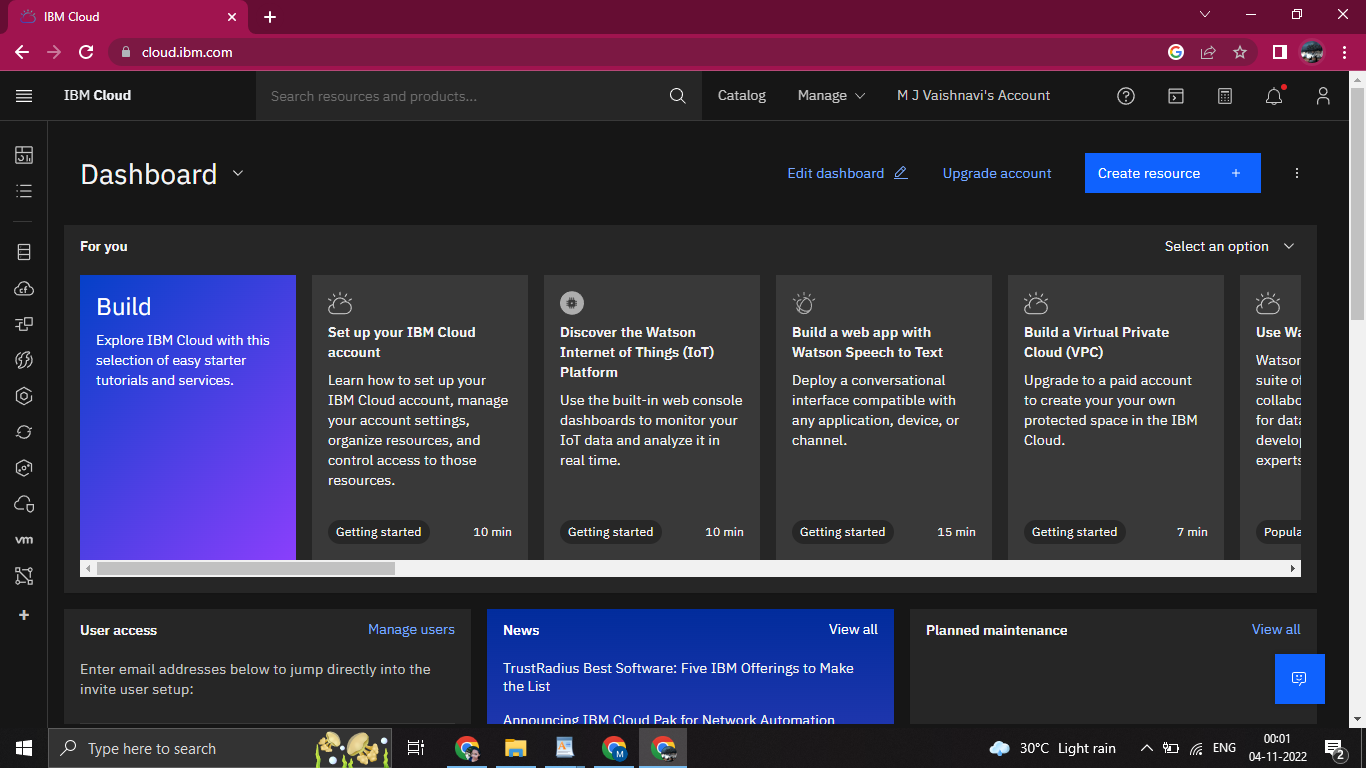 IBM Cloud
cloud.ibm.com
IBM Cloud
Search resources and products...
Catalog
Manage
M J Vaishnavi's Account
Dashboard
Edit dashboard
Upgrade account
Create resource +
For you
Select an option
Build
Explore IBM Cloud with this
selection of easy starter
tutorials and services.
Set up your IBM Cloud
account
Learn how to set up your
IBM Cloud account, manage
your account settings,
organize resources, and
control access to those
resources.
Getting started
10 min
Discover the Watson
Internet of Things (IoT)
Platform
Use the built-in web console
dashboards to monitor your
IoT data and analyze it in
real time.
Getting started
10 min
Build a web app with
Watson Speech to Text
Deploy a conversational
interface compatible with
any application, device, or
channel.
Getting started
15 min
Build a Virtual Private
Cloud (VPC)
Upgrade to a paid account
to create your your own
protected space in the IBM
Cloud.
Getting started
7 min
Use
suite
for
cf
vm
User access
Manage users
Enter email addresses below to jump directly into the
invite user setup:
News
View all
TrustRadius Best Software: Five IBM Offerings to Make
the List
Announcing IBM Cloud Pak for Network Automation
Planned maintenance
View all
Type here to search
M
30°C Light rain
ENG
00:01
04-11-2022
2